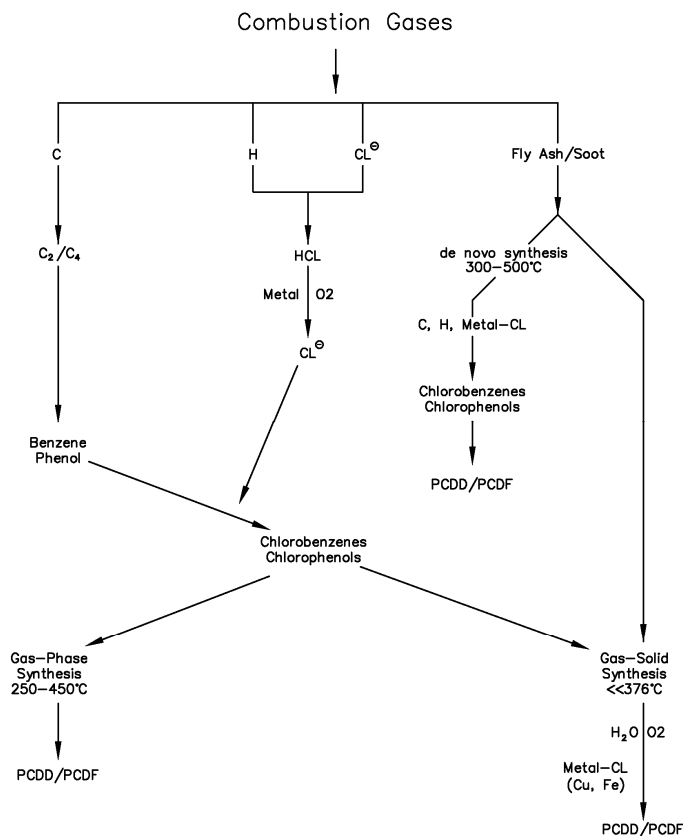 Combustion Gases
C
H
CL⊖
Fly Ash/Soot
C₂/C₄
HCL
de novo synthesis
300–500°C
Metal
O2
C, H, Metal–CL
CL⊖
Chlorobenzenes
Chlorophenols
Benzene
Phenol
PCDD/PCDF
Chlorobenzenes
Chlorophenols
Gas–Phase
Synthesis
250–450°C
Gas–Solid
Synthesis
<<376°C
H₂O
O2
PCDD/PCDF
Metal–CL
(Cu, Fe)
PCDD/PCDF